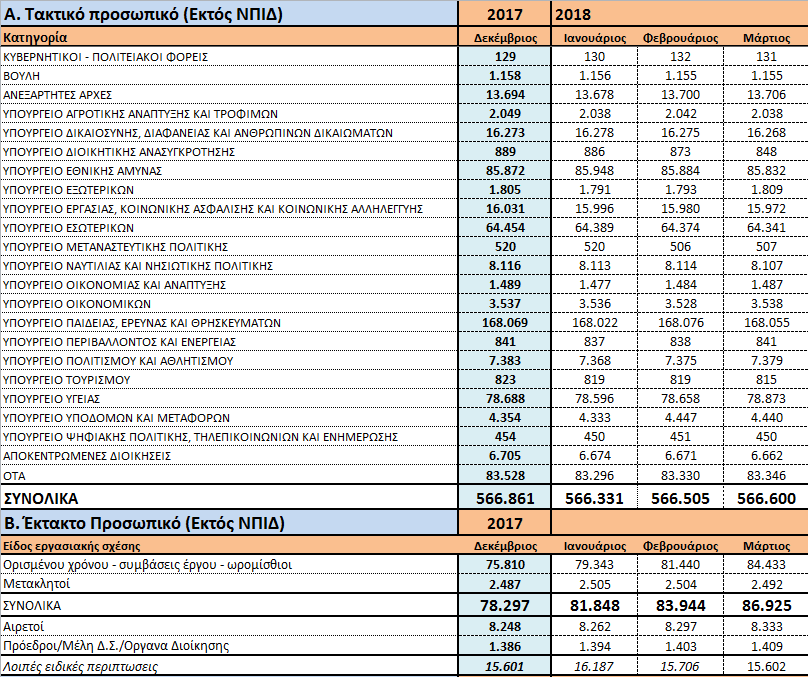 Α. Τακτικό προσωπικό (Εκτός ΝΠΙΔ) 2017 2018
Κατηγορία Δεκέμβριος Ιανουάριος Φεβρουάριος Μάρτιος
ΚΥΒΕΡΝΗΤΙΚΟΙ - ΠΟΛΙΤΕΙΑΚΟΙ ΦΟΡΕΙΣ 129 130 132 131
ΒΟΥΛΗ 1.158 1.156 1.155 1.155
ΑΝΕΞΑΡΤΗΤΕΣ ΑΡΧΕΣ 13.694 13.678 13.700 13.706
ΥΠΟΥΡΓΕΙΟ ΑΓΡΟΤΙΚΗΣ ΑΝΑΠΤΥΞΗΣ ΚΑΙ ΤΡΟΦΙΜΩΝ 2.049 2.038 2.042 2.038
ΥΠΟΥΡΓΕΙΟ ΔΙΚΑΙΟΣΥΝΗΣ, ΔΙΑΦΑΝΕΙΑΣ ΚΑΙ ΑΝΘΡΩΠΙΝΩΝ ΔΙΚΑΙΩΜΑΤΩΝ 16.273 16.278 16.275 16.268
ΥΠΟΥΡΓΕΙΟ ΔΙΟΙΚΗΤΙΚΗΣ ΑΝΑΣΥΓΚΡΟΤΗΣΗΣ 889 886 873 848
ΥΠΟΥΡΓΕΙΟ ΕΘΝΙΚΗΣ ΑΜΥΝΑΣ 85.872 85.948 85.884 85.832
ΥΠΟΥΡΓΕΙΟ ΕΞΩΤΕΡΙΚΩΝ 1.805 1.791 1.793 1.809
ΥΠΟΥΡΓΕΙΟ ΕΡΓΑΣΙΑΣ, ΚΟΙΝΩΝΙΚΗΣ ΑΣΦΑΛΙΣΗΣ ΚΑΙ ΚΟΙΝΩΝΙΚΗΣ ΑΛΛΗΛΕΓΓΥΗΣ 16.031 15.996 15.980 15.972
ΥΠΟΥΡΓΕΙΟ ΕΣΩΤΕΡΙΚΩΝ 64.454 64.389 64.374 64.341
ΥΠΟΥΡΓΕΙΟ ΜΕΤΑΝΑΣΤΕΥΤΙΚΗΣ ΠΟΛΙΤΙΚΗΣ 520 520 506 507
ΥΠΟΥΡΓΕΙΟ ΝΑΥΤΙΛΙΑΣ ΚΑΙ ΝΗΣΙΩΤΙΚΗΣ ΠΟΛΙΤΙΚΗΣ 8.116 8.113 8.114 8.107
ΥΠΟΥΡΓΕΙΟ ΟΙΚΟΝΟΜΙΑΣ ΚΑΙ ΑΝΑΠΤΥΞΗΣ 1.489 1.477 1.484 1.487
ΥΠΟΥΡΓΕΙΟ ΟΙΚΟΝΟΜΙΚΩΝ 3.537 3.536 3.528 3.538
ΥΠΟΥΡΓΕΙΟ ΠΑΙΔΕΙΑΣ, ΕΡΕΥΝΑΣ ΚΑΙ ΘΡΗΣΚΕΥΜΑΤΩΝ 168.069 168.022 168.076 168.055
ΥΠΟΥΡΓΕΙΟ ΠΕΡΙΒΑΛΛΟΝΤΟΣ ΚΑΙ ΕΝΕΡΓΕΙΑΣ 841 837 838 841
ΥΠΟΥΡΓΕΙΟ ΠΟΛΙΤΙΣΜΟΥ ΚΑΙ ΑΘΛΗΤΙΣΜΟΥ 7.383 7.368 7.375 7.379
ΥΠΟΥΡΓΕΙΟ ΤΟΥΡΙΣΜΟΥ 823 819 819 815
ΥΠΟΥΡΓΕΙΟ ΥΓΕΙΑΣ 78.688 78.596 78.658 78.873
ΥΠΟΥΡΓΕΙΟ ΥΠΟΔΟΜΩΝ ΚΑΙ ΜΕΤΑΦΟΡΩΝ 4.354 4.333 4.447 4.440
ΥΠΟΥΡΓΕΙΟ ΨΗΦΙΑΚΗΣ ΠΟΛΙΤΙΚΗΣ, ΤΗΛΕΠΙΚΟΙΝΩΝΙΩΝ ΚΑΙ ΕΝΗΜΕΡΩΣΗΣ 454 450 451 450
ΑΠΟΚΕΝΤΡΩΜΕΝΕΣ ΔΙΟΙΚΗΣΕΙΣ 6.705 6.674 6.671 6.662
ΟΤΑ 83.528 83.296 83.330 83.346
ΣΥΝΟΛΙΚΑ 566.861 566.331 566.505 566.600
Β. Έκτακτο Προσωπικό (Εκτός ΝΠΙΔ) 2017
Είδος εργασιακής σχέσης Δεκέμβριος Ιανουάριος Φεβρουάριος Μάρτιος
Ορισμένου χρόνου - συμβάσεις έργου - ωρομίσθιοι 75.810 79.343 81.440 84.433
Μετακλητοί 2.487 2.505 2.504 2.492
ΣΥΝΟΛΙΚΑ 78.297 81.848 83.944 86.925
Αιρετοί 8.248 8.262 8.297 8.333
Πρόεδροι/Μέλη Δ.Σ./Οργανα Διοίκησης 1.386 1.394 1.403 1.409
Λοιπές ειδικές περιπτωσεις 15.601 16.187 15.706 15.602